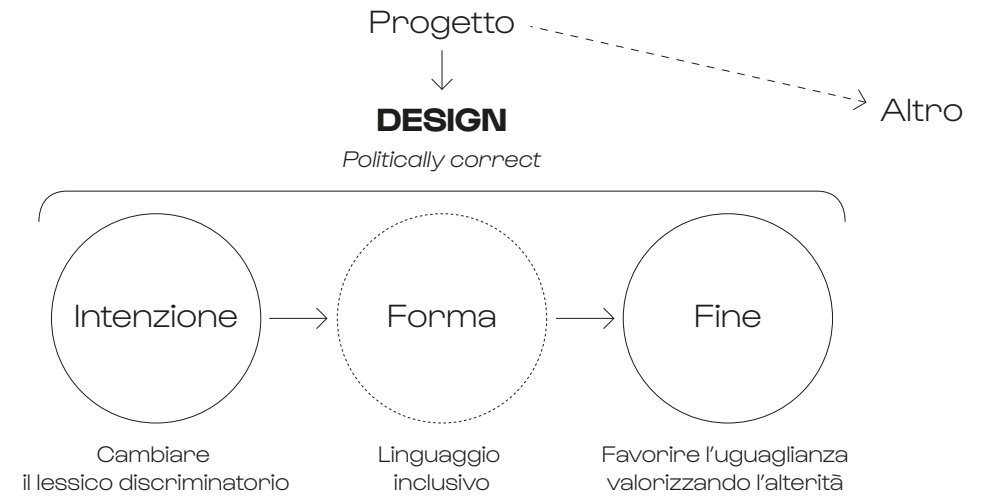 Progetto
Altro
DESIGN
Politically correct
Intenzione
Forma
Fine
Cambiare
il lessico discriminatorio
Linguaggio
inclusivo
Favorire l'uguaglianza
valorizzando l'alterità